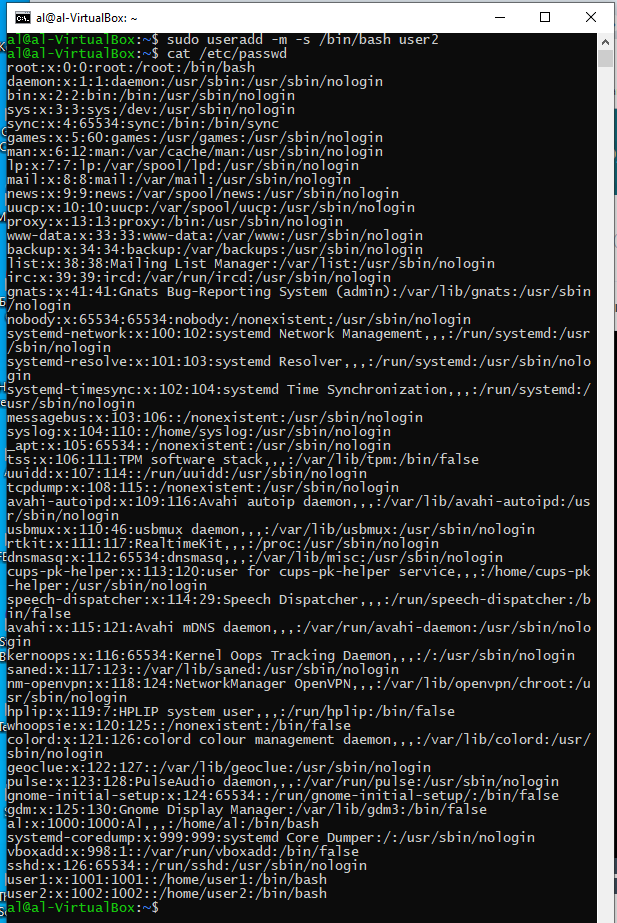 al@al-VirtualBox: ~
al@al-VirtualBox:~$ sudo useradd -m -s /bin/bash user2
al@al-VirtualBox:~$ cat /etc/passwd
root:x:0:0:root:/root:/bin/bash
daemon:x:1:1:daemon:/usr/sbin:/usr/sbin/nologin
bin:x:2:2:bin:/bin:/usr/sbin/nologin
sys:x:3:3:sys:/dev:/usr/sbin/nologin
sync:x:4:65534:sync:/bin:/bin/sync
games:x:5:60:games:/usr/games:/usr/sbin/nologin
man:x:6:12:man:/var/cache/man:/usr/sbin/nologin
lp:x:7:7:lp:/var/spool/lpd:/usr/sbin/nologin
mail:x:8:8:mail:/var/mail:/usr/sbin/nologin
news:x:9:9:news:/var/spool/news:/usr/sbin/nologin
uucp:x:10:10:uucp:/var/spool/uucp:/usr/sbin/nologin
proxy:x:13:13:proxy:/bin:/usr/sbin/nologin
www-data:x:33:33:www-data:/var/www:/usr/sbin/nologin
backup:x:34:34:backup:/var/backups:/usr/sbin/nologin
list:x:38:38:Mailing List Manager:/var/list:/usr/sbin/nologin
irc:x:39:39:ircd:/var/run/ircd:/usr/sbin/nologin
gnats:x:41:41:Gnats Bug-Reporting System (admin):/var/lib/gnats:/usr/sbin
/nologin
nobody:x:65534:65534:nobody:/nonexistent:/usr/sbin/nologin
systemd-network:x:100:102:systemd Network Management,,,:/run/systemd:/usr
/sbin/nologin
systemd-resolve:x:101:103:systemd Resolver,,,:/run/systemd:/usr/sbin/nolo
gin
systemd-timesync:x:102:104:systemd Time Synchronization,,,:/run/systemd:/
usr/sbin/nologin
messagebus:x:103:106::/nonexistent:/usr/sbin/nologin
syslog:x:104:110::/home/syslog:/usr/sbin/nologin
_apt:x:105:65534::/nonexistent:/usr/sbin/nologin
tss:x:106:111:TPM software stack,,,:/var/lib/tpm:/bin/false
uuidd:x:107:114::/run/uuidd:/usr/sbin/nologin
tcpdump:x:108:115::/nonexistent:/usr/sbin/nologin
avahi-autoipd:x:109:116:Avahi autoip daemon,,,:/var/lib/avahi-autoipd:/us
r/sbin/nologin
usbmux:x:110:46:usbmux daemon,,,:/var/lib/usbmux:/usr/sbin/nologin
rtkit:x:111:117:RealtimeKit,,,:/proc:/usr/sbin/nologin
dnsmasq:x:112:65534:dnsmasq,,,:/var/lib/misc:/usr/sbin/nologin
cups-pk-helper:x:113:120:user for cups-pk-helper service,,,:/home/cups-pk
-helper:/usr/sbin/nologin
speech-dispatcher:x:114:29:Speech Dispatcher,,,:/run/speech-dispatcher:/b
in/false
avahi:x:115:121:Avahi mDNS daemon,,,:/var/run/avahi-daemon:/usr/sbin/nolo
gin
kernoops:x:116:65534:Kernel Oops Tracking Daemon,,,:/:/usr/sbin/nologin
saned:x:117:123::/var/lib/saned:/usr/sbin/nologin
nm-openvpn:x:118:124:NetworkManager OpenVPN,,,:/var/lib/openvpn/chroot:/u
sr/sbin/nologin
hplip:x:119:7:HPLIP system user,,,:/run/hplip:/bin/false
whoopsie:x:120:125::/nonexistent:/bin/false
colord:x:121:126:colord colour management daemon,,,:/var/lib/colord:/usr/
sbin/nologin
geoclue:x:122:127::/var/lib/geoclue:/usr/sbin/nologin
pulse:x:123:128:PulseAudio daemon,,,:/var/run/pulse:/usr/sbin/nologin
gnome-initial-setup:x:124:65534::/run/gnome-initial-setup/:/bin/false
gdm:x:125:130:Gnome Display Manager:/var/lib/gdm3:/bin/false
al:x:1000:1000:Al,,,:/home/al:/bin/bash
systemd-coredump:x:999:999:systemd Core Dumper:/:/usr/sbin/nologin
vboxadd:x:998:1::/var/run/vboxadd:/bin/false
sshd:x:126:65534::/run/sshd:/usr/sbin/nologin
user1:x:1001:1001::/home/user1:/bin/bash
user2:x:1002:1002::/home/user2:/bin/bash
al@al-VirtualBox:~$